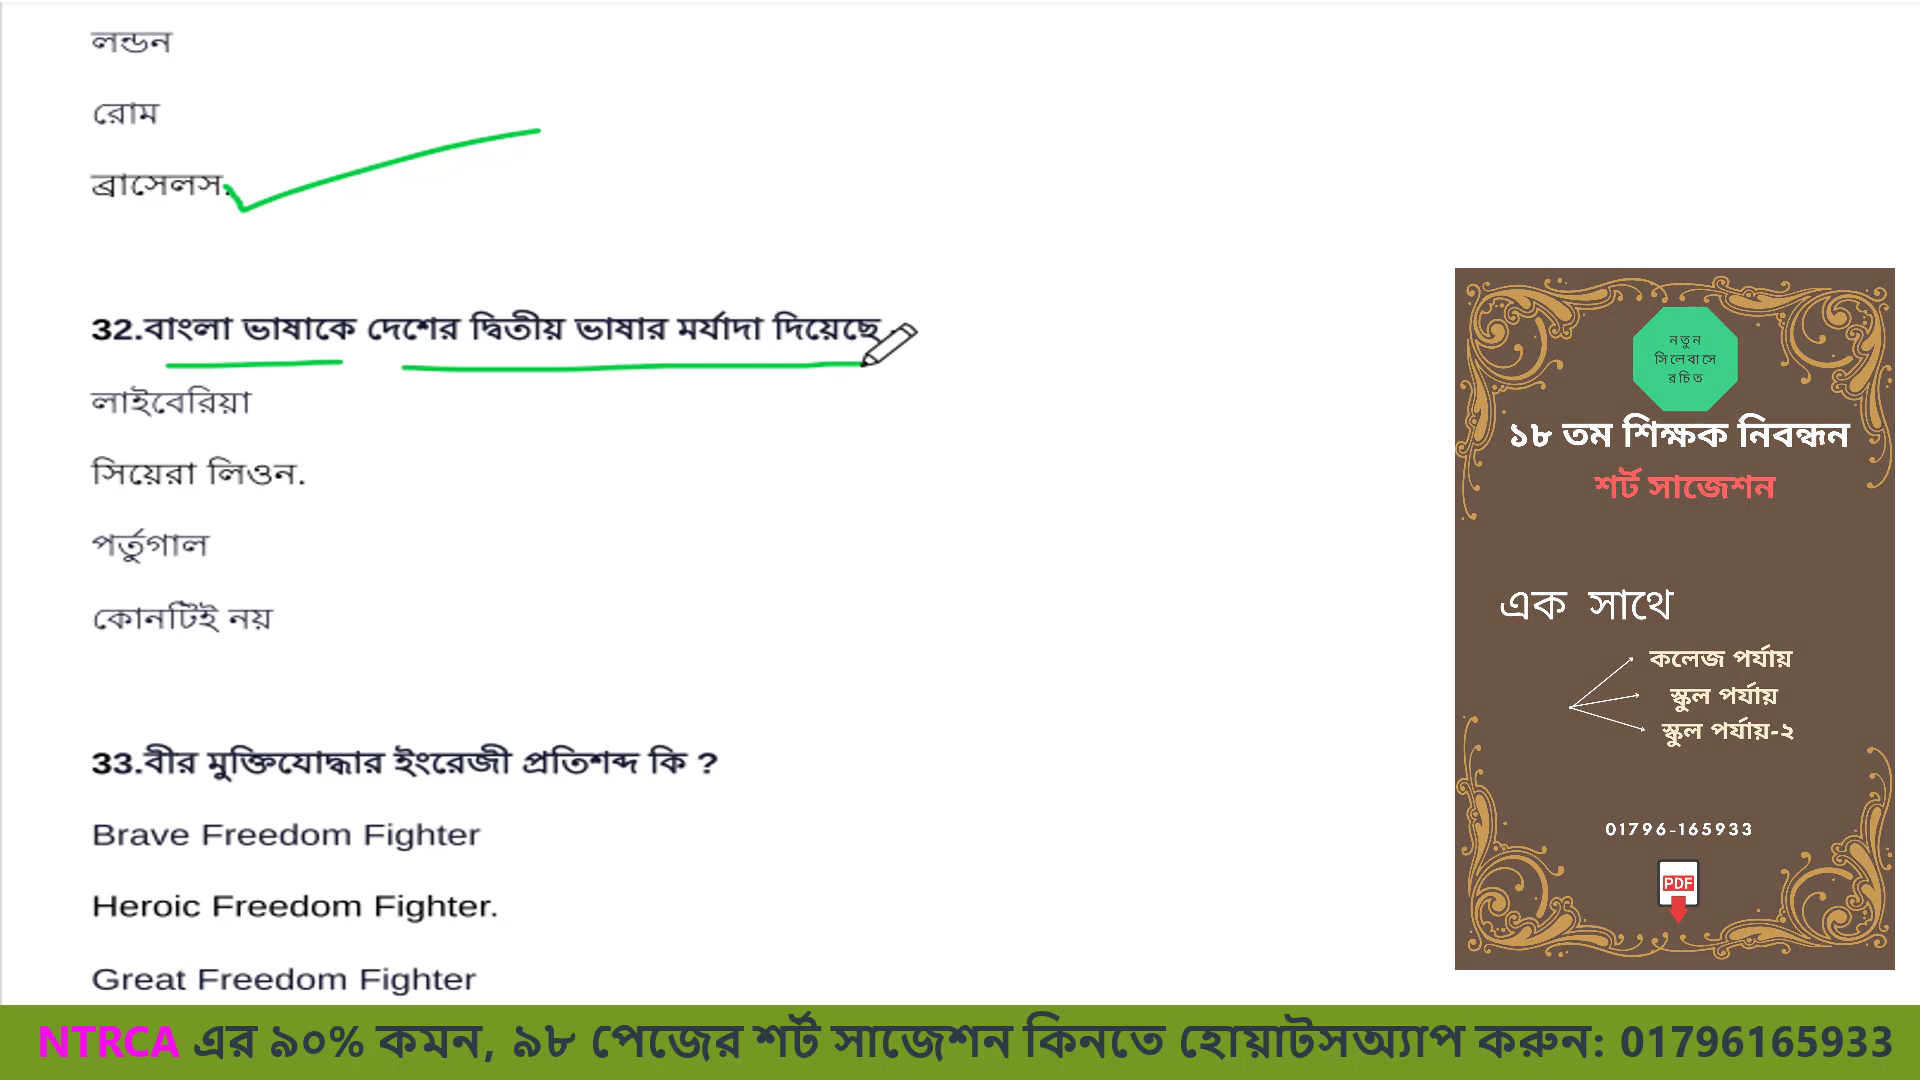 লন্ডন
রোম
ব্রাসেলস.
32.বাংলা ভাষাকে দেশের দ্বিতীয় ভাষার মর্যাদা দিয়েছে
লাইবেরিয়া
সিয়েরা লিওন.
পর্তুগাল
কোনটিই নয়
33.বীর মুক্তিযোদ্ধার ইংরেজী প্রতিশব্দ কি ?
Brave Freedom Fighter
Heroic Freedom Fighter.
Great Freedom Fighter
নতুন
সিলেবাসে
রচিত
১৮ তম শিক্ষক নিবন্ধন
শর্ট সাজেশন
এক সাথে
কলেজ পর্যায়
স্কুল পর্যায়
স্কুল পর্যায়-২
01796-165933
PDF
NTRCA এর ৯০% কমন, ৯৮ পেজের শর্ট সাজেশন কিনতে হোয়াটসঅ্যাপ করুন: 01796165933